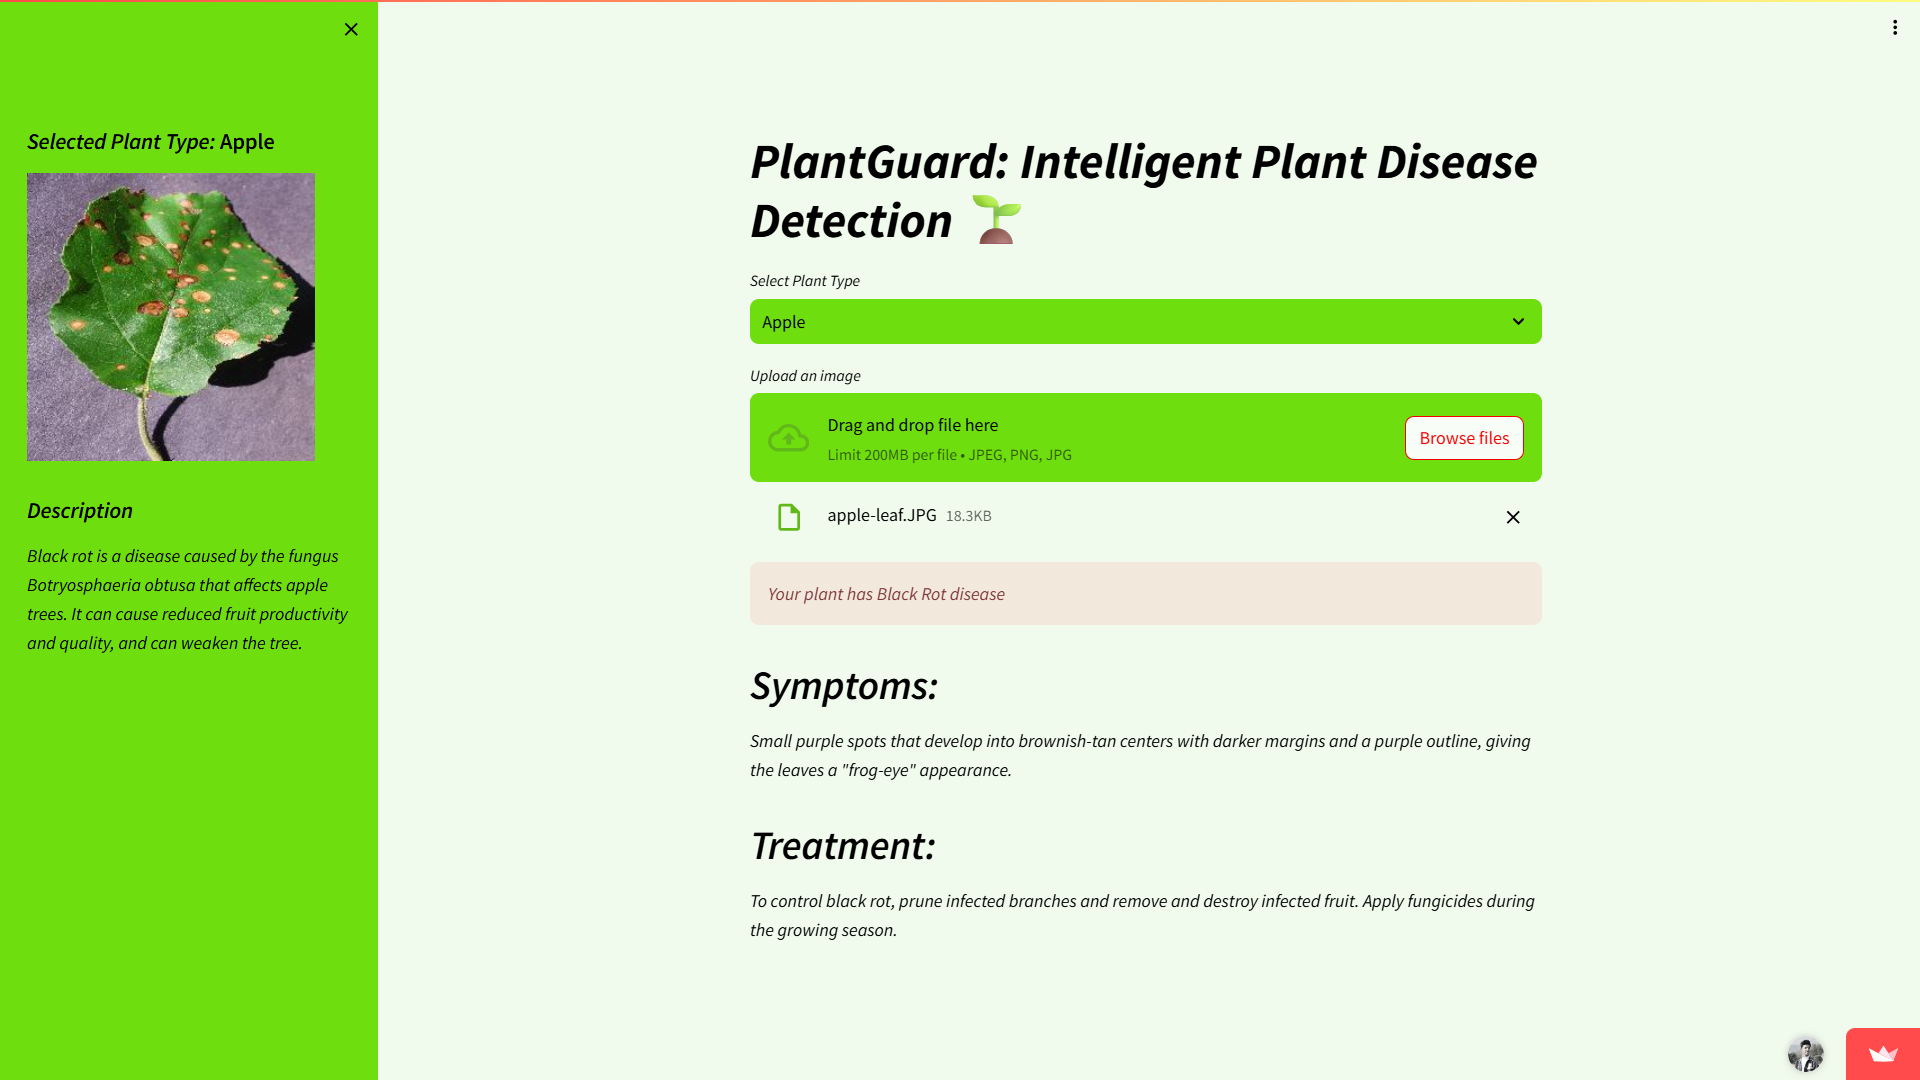 Selected Plant Type: Apple
Description
Black rot is a disease caused by the fungus
Botryosphaeria obtusa that affects apple
trees. It can cause reduced fruit productivity
and quality, and can weaken the tree.
PlantGuard: Intelligent Plant Disease
Detection 🌱
Select Plant Type
Apple
Upload an image
Drag and drop file here
Limit 200MB per file • JPEG, PNG, JPG
Browse files
apple-leaf.JPG 18.3KB
Your plant has Black Rot disease
Symptoms:
Small purple spots that develop into brownish-tan centers with darker margins and a purple outline, giving
the leaves a "frog-eye" appearance.
Treatment:
To control black rot, prune infected branches and remove and destroy infected fruit. Apply fungicides during
the growing season.